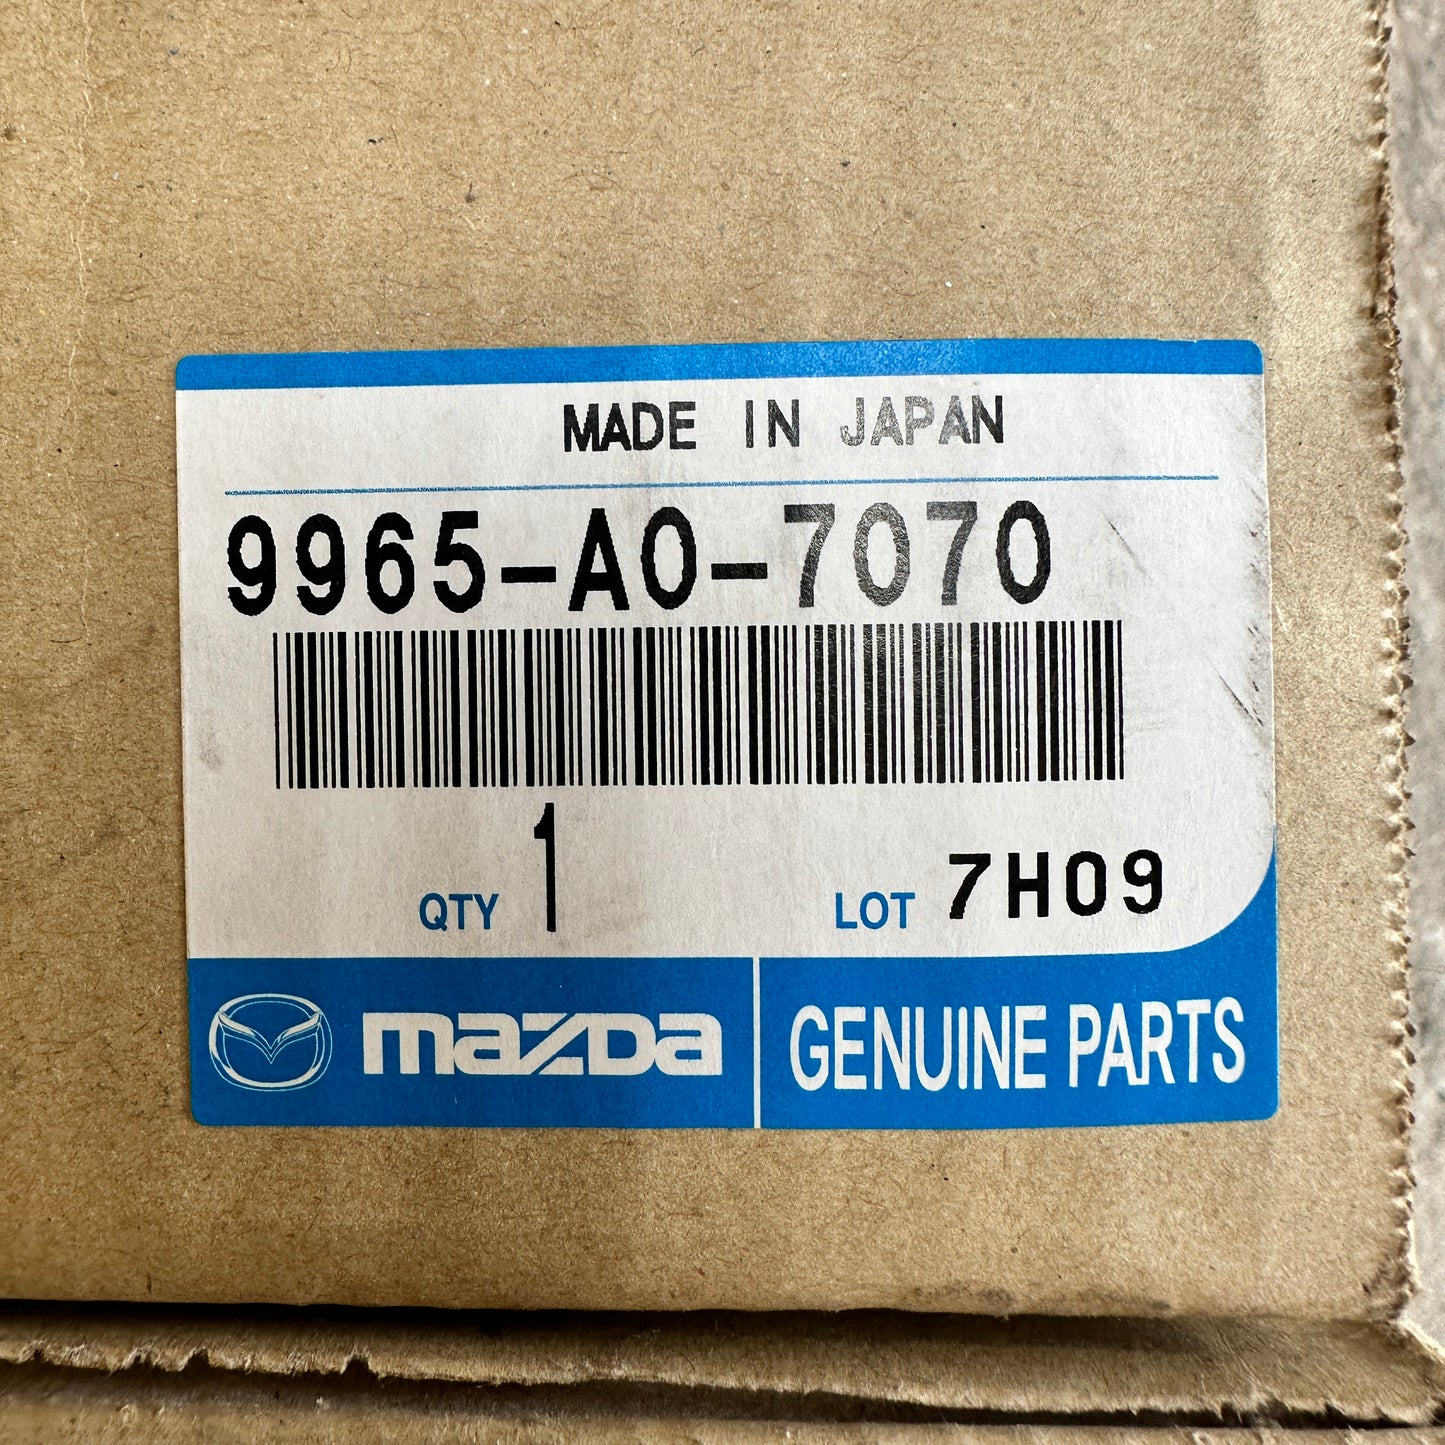 MADE IN JAPAN
9965-A0-7070
QTY 1 LOT 7H09
mazda GENUINE PARTS